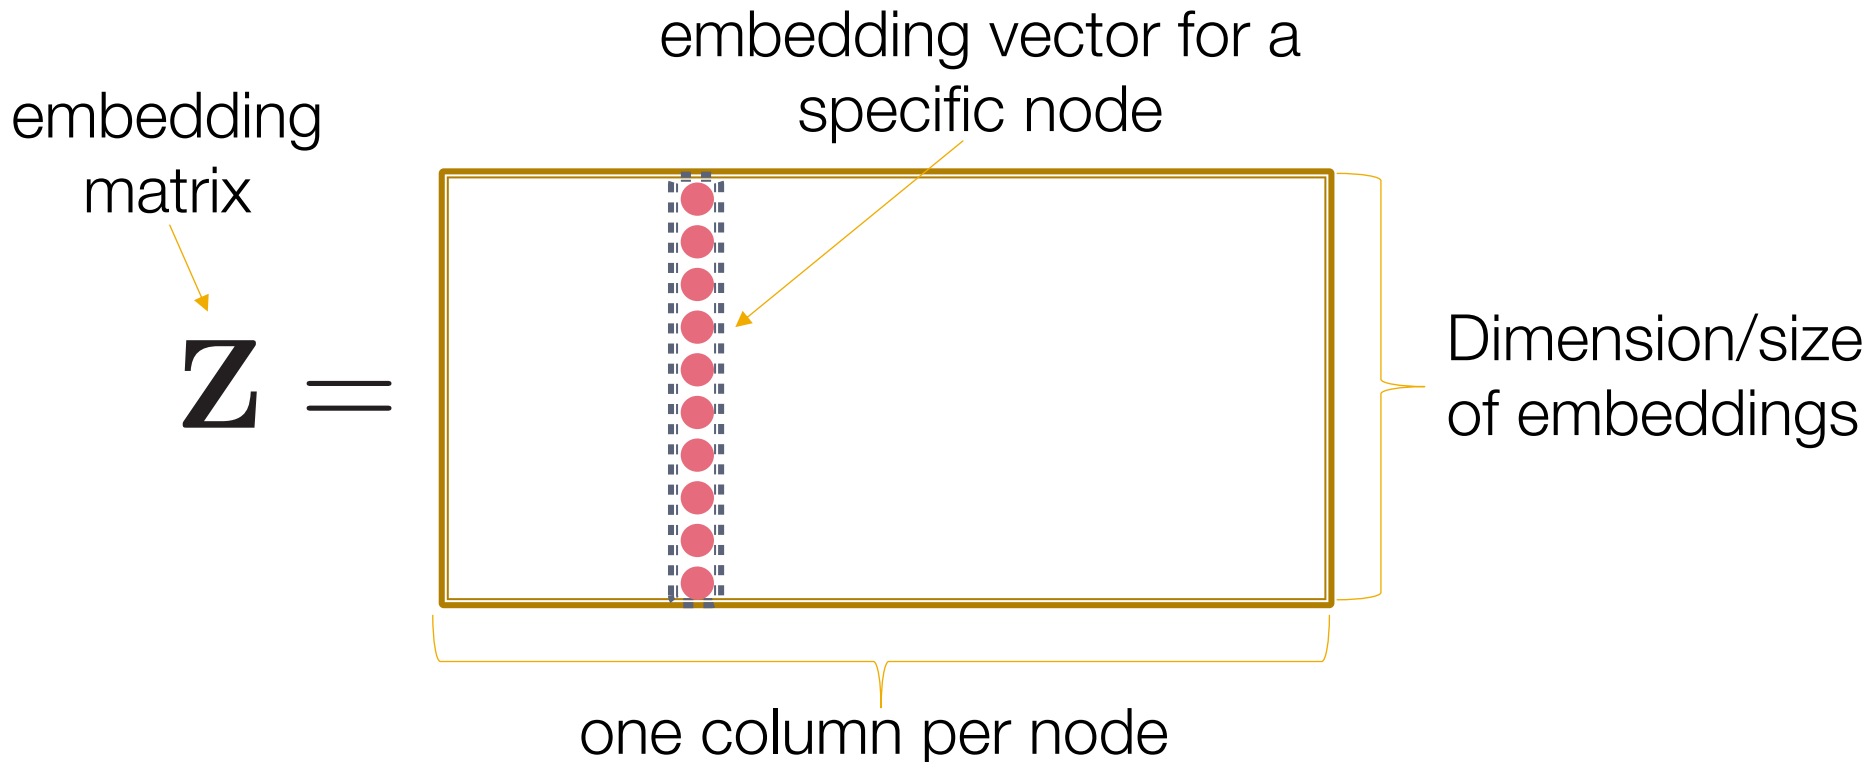 embedding vector for a
specific node
embedding
matrix
Z =
Dimension/size
of embeddings
one column per node